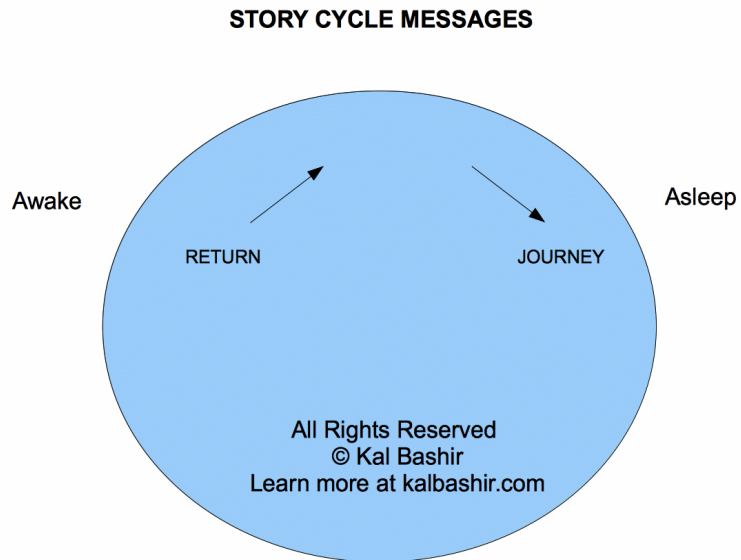 STORY CYCLE MESSAGES
Awake
Asleep
RETURN
JOURNEY
All Rights Reserved
© Kal Bashir
Learn more at kalbashir.com